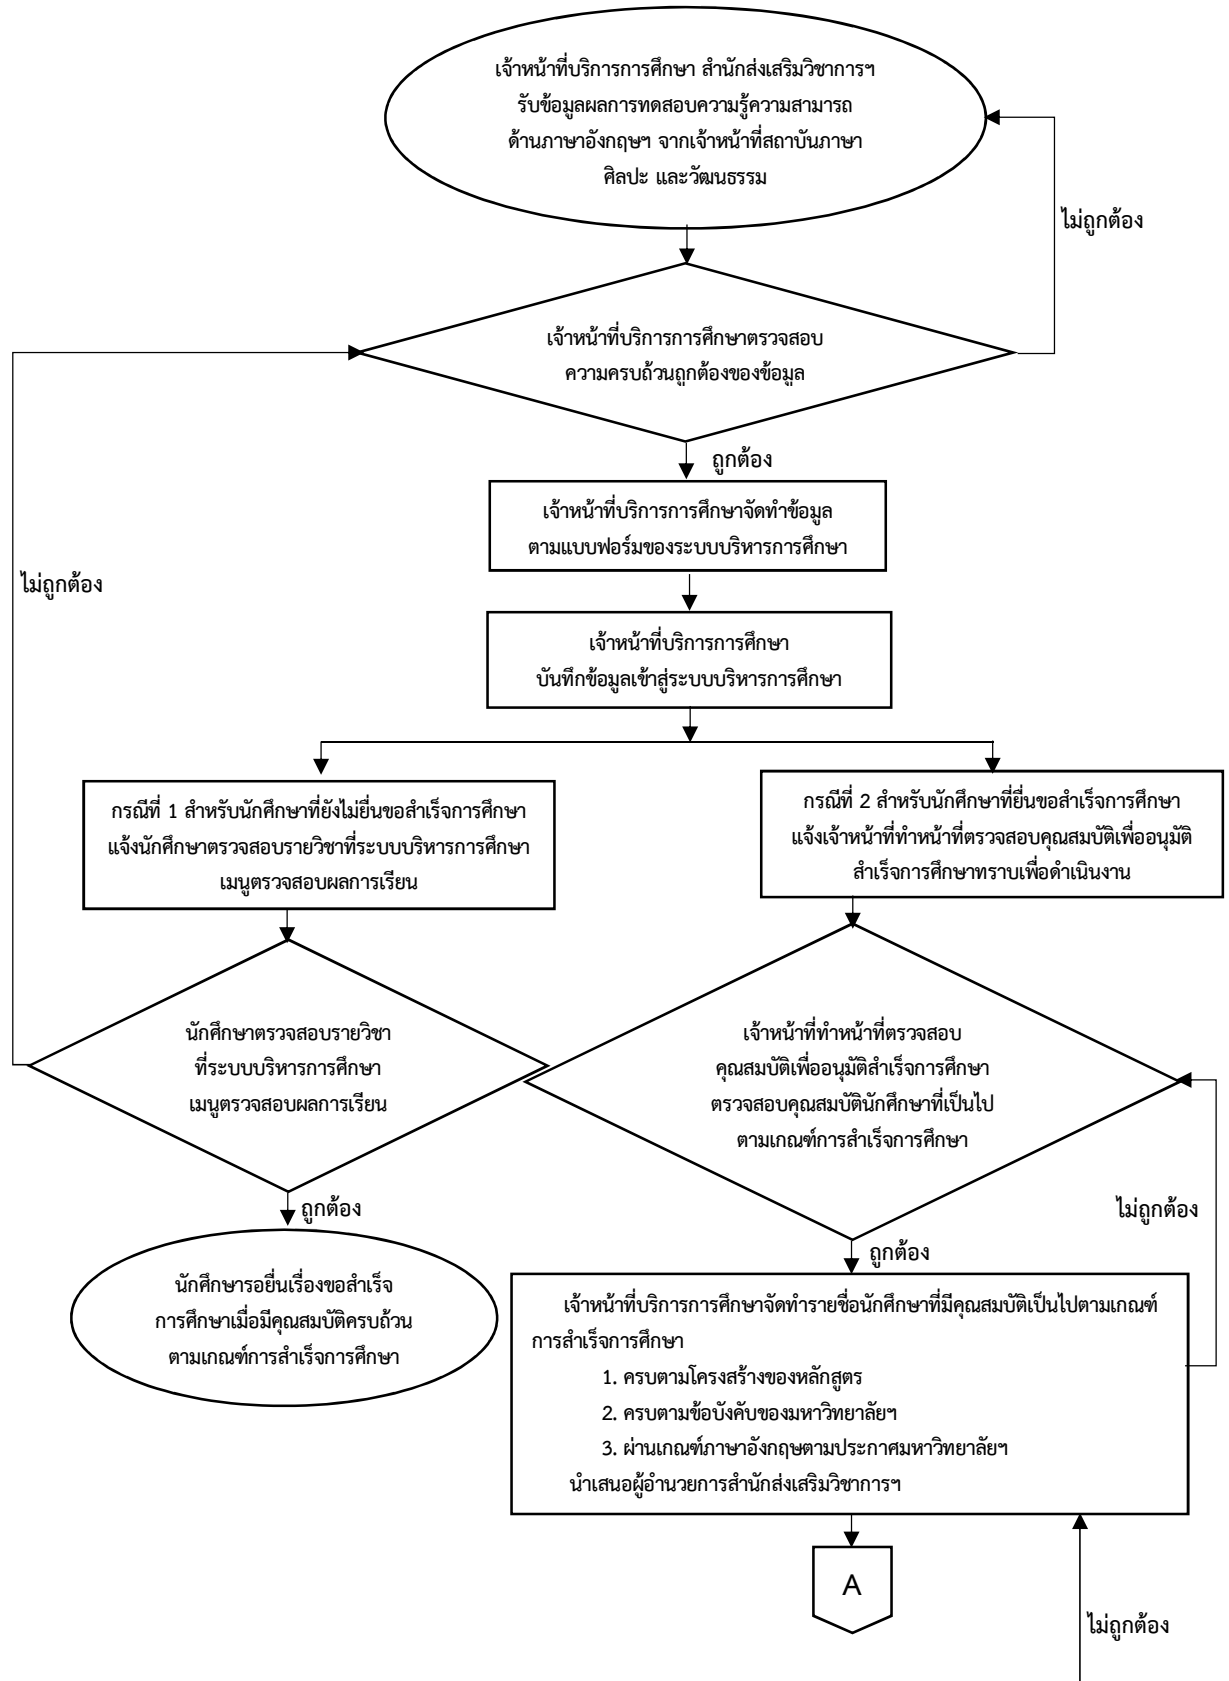 เจ้าหน้าที่บริการการศึกษา สำนักส่งเสริมวิชาการฯ
รับข้อมูลผลการทดสอบความรู้ความสามารถ
ด้านภาษาอังกฤษฯ จากเจ้าหน้าที่สถาบันภาษา
ศิลปะ และวัฒนธรรม
ไม่ถูกต้อง
เจ้าหน้าที่บริการการศึกษาตรวจสอบ
ความครบถ้วนถูกต้องของข้อมูล
ถูกต้อง
เจ้าหน้าที่บริการการศึกษาจัดทำข้อมูล
ตามแบบฟอร์มของระบบบริหารการศึกษา
ไม่ถูกต้อง
เจ้าหน้าที่บริการการศึกษา
บันทึกข้อมูลเข้าสู่ระบบบริหารการศึกษา
กรณีที่ 1 สำหรับนักศึกษาที่ยังไม่ยื่นขอสำเร็จการศึกษา
แจ้งนักศึกษาตรวจสอบรายวิชาที่ระบบบริหารการศึกษา
เมนูตรวจสอบผลการเรียน
กรณีที่ 2 สำหรับนักศึกษาที่ยื่นขอสำเร็จการศึกษา
แจ้งเจ้าหน้าที่ทำหน้าที่ตรวจสอบคุณสมบัติเพื่ออนุมัติ
สำเร็จการศึกษาทราบเพื่อดำเนินงาน
นักศึกษาตรวจสอบรายวิชา
ที่ระบบบริหารการศึกษา
เมนูตรวจสอบผลการเรียน
เจ้าหน้าที่ทำหน้าที่ตรวจสอบ
คุณสมบัติเพื่ออนุมัติสำเร็จการศึกษา
ตรวจสอบคุณสมบัตินักศึกษาที่เป็นไป
ตามเกณฑ์การสำเร็จการศึกษา
ถูกต้อง
ไม่ถูกต้อง
ถูกต้อง
นักศึกษารอยื่นเรื่องขอสำเร็จ
การศึกษาเมื่อมีคุณสมบัติครบถ้วน
ตามเกณฑ์การสำเร็จการศึกษา
เจ้าหน้าที่บริการการศึกษาจัดทำรายชื่อนักศึกษาที่มีคุณสมบัติเป็นไปตามเกณฑ์
การสำเร็จการศึกษา
1. ครบตามโครงสร้างของหลักสูตร
2. ครบตามข้อบังคับของมหาวิทยาลัยฯ
3. ผ่านเกณฑ์ภาษาอังกฤษตามประกาศมหาวิทยาลัยฯ
นำเสนอผู้อำนวยการสำนักส่งเสริมวิชาการฯ
A
ไม่ถูกต้อง